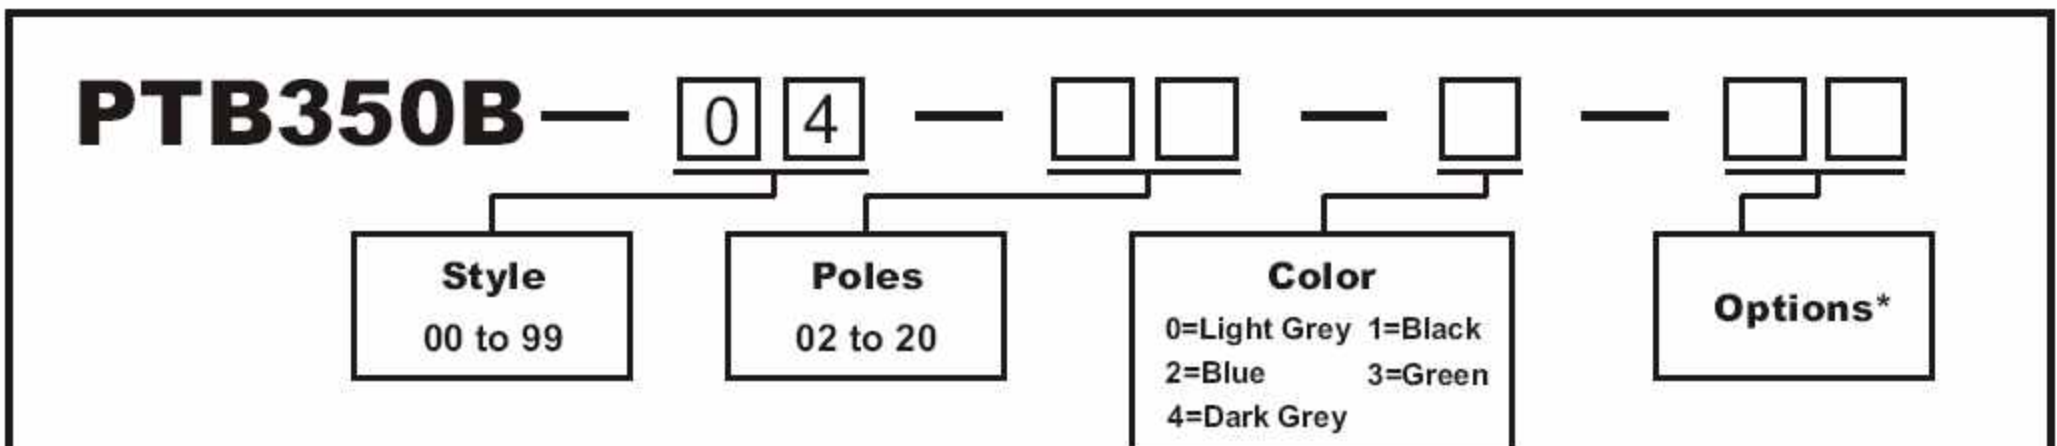 PTB350B — 0 4 — — —
Style
00 to 99
Poles
02 to 20
Color
0=Light Grey 1=Black
2=Blue 3=Green
4=Dark Grey
Options*